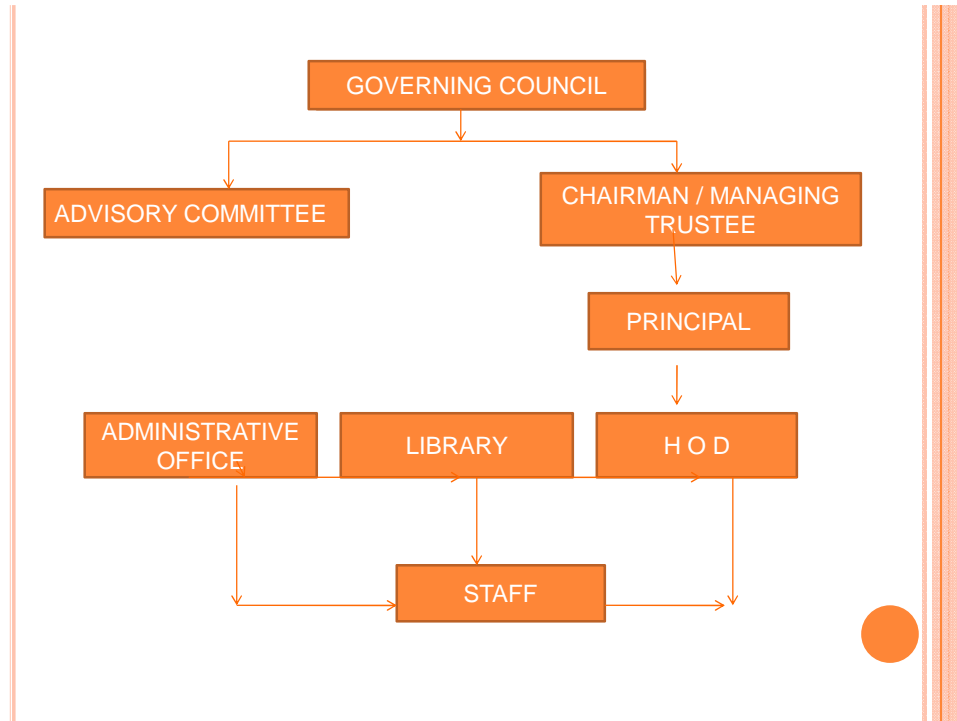 GOVERNING COUNCIL
ADVISORY COMMITTEE
CHAIRMAN / MANAGING
TRUSTEE
PRINCIPAL
ADMINISTRATIVE
OFFICE
LIBRARY
H O D
STAFF